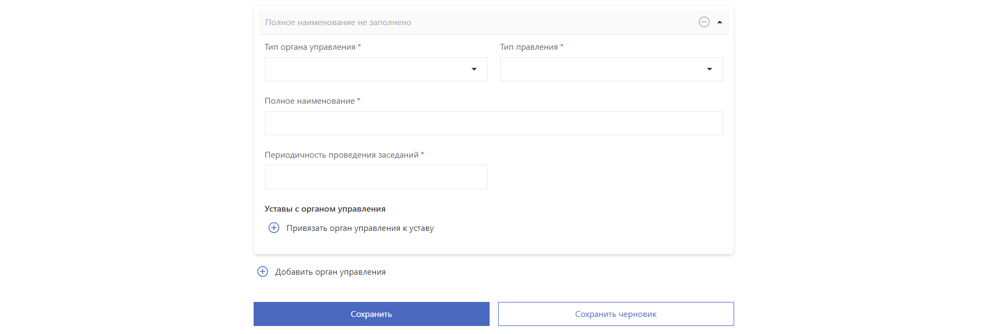 Полное наименование не заполнено
Тип органа управления *
Тип правления *
Полное наименование *
Периодичность проведения заседаний *
Уставы с органом управления
Привязать орган управления к уставу
Добавить орган управления
Сохранить
Сохранить черновик